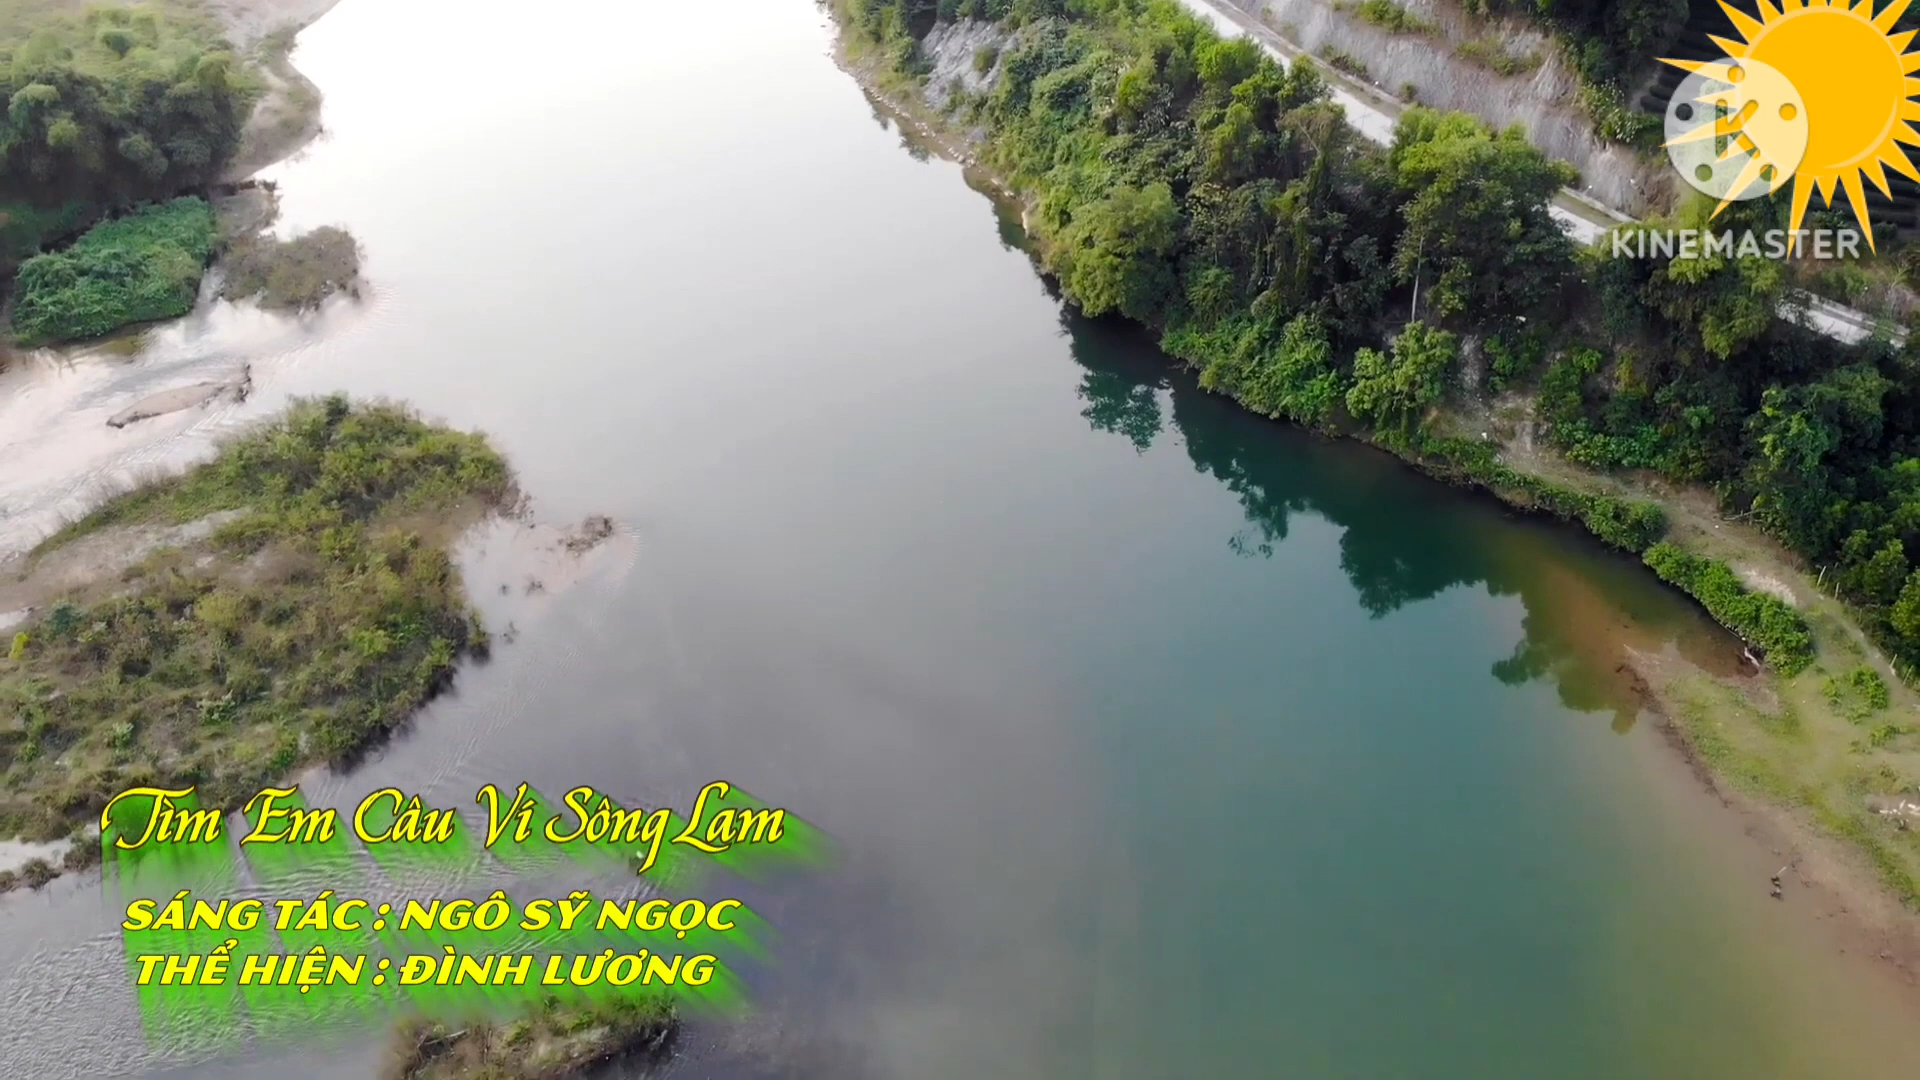 KINEMASTER
Tìm Em Câu Ví Sông Lam
SÁNG TÁC : NGÔ SỸ NGỌC
THỂ HIỆN : ĐÌNH LƯƠNG